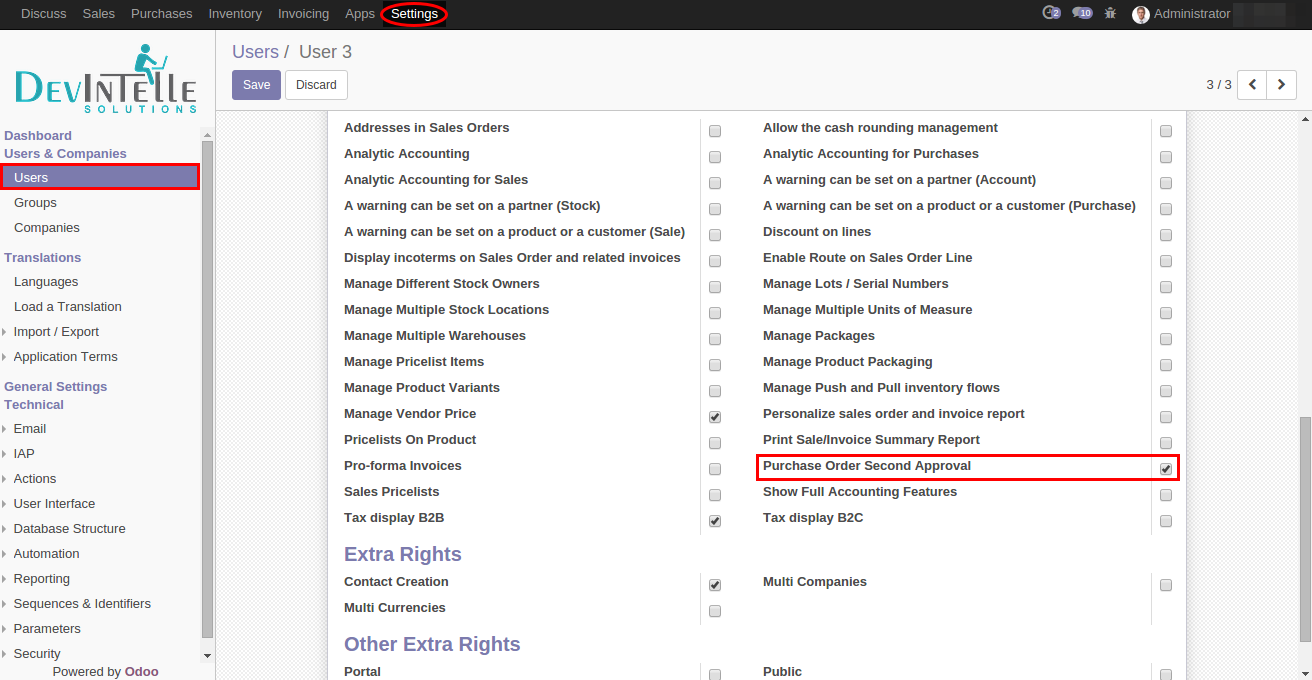 Discuss Sales Purchases Inventory Invoicing Apps Settings 2 10 Administrator
DEVINTELLE
SOLUTIONS
Dashboard
Users & Companies
Users
Groups
Companies
Translations
Languages
Load a Translation
Import / Export
Application Terms
General Settings
Technical
Email
IAP
Actions
User Interface
Database Structure
Automation
Reporting
Sequences & Identifiers
Parameters
Security
Powered by Odoo
Users / User 3
Save Discard 3 / 3
Addresses in Sales Orders Allow the cash rounding management
Analytic Accounting Analytic Accounting for Purchases
Analytic Accounting for Sales A warning can be set on a partner (Account)
A warning can be set on a partner (Stock) A warning can be set on a product or a customer (Purchase)
A warning can be set on a product or a customer (Sale) Discount on lines
Display incoterms on Sales Order and related invoices Enable Route on Sales Order Line
Manage Different Stock Owners Manage Lots / Serial Numbers
Manage Multiple Stock Locations Manage Multiple Units of Measure
Manage Multiple Warehouses Manage Packages
Manage Pricelist Items Manage Product Packaging
Manage Product Variants Manage Push and Pull inventory flows
Manage Vendor Price Personalize sales order and invoice report
Pricelists On Product Print Sale/Invoice Summary Report
Pro-forma Invoices Purchase Order Second Approval
Sales Pricelists Show Full Accounting Features
Tax display B2B Tax display B2C
Extra Rights
Contact Creation Multi Companies
Multi Currencies
Other Extra Rights
Portal Public